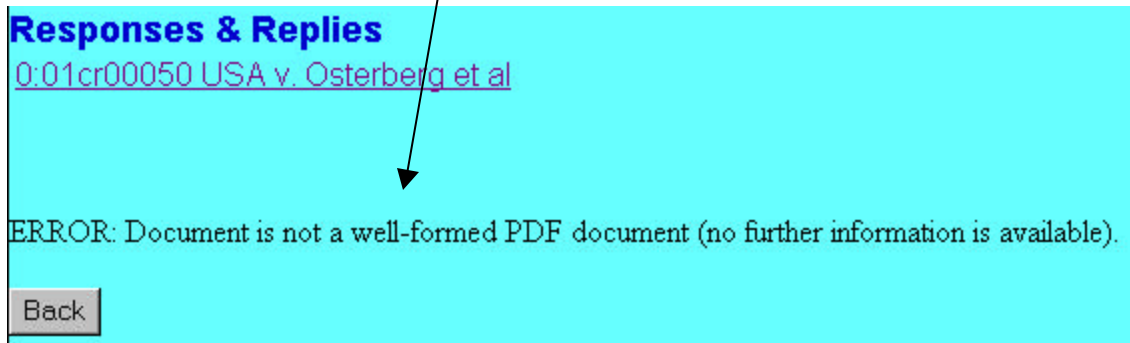 Responses & Replies
0:01cr00050 USA v. Osterberg et al
ERROR: Document is not a well-formed PDF document (no further information is available).
Back